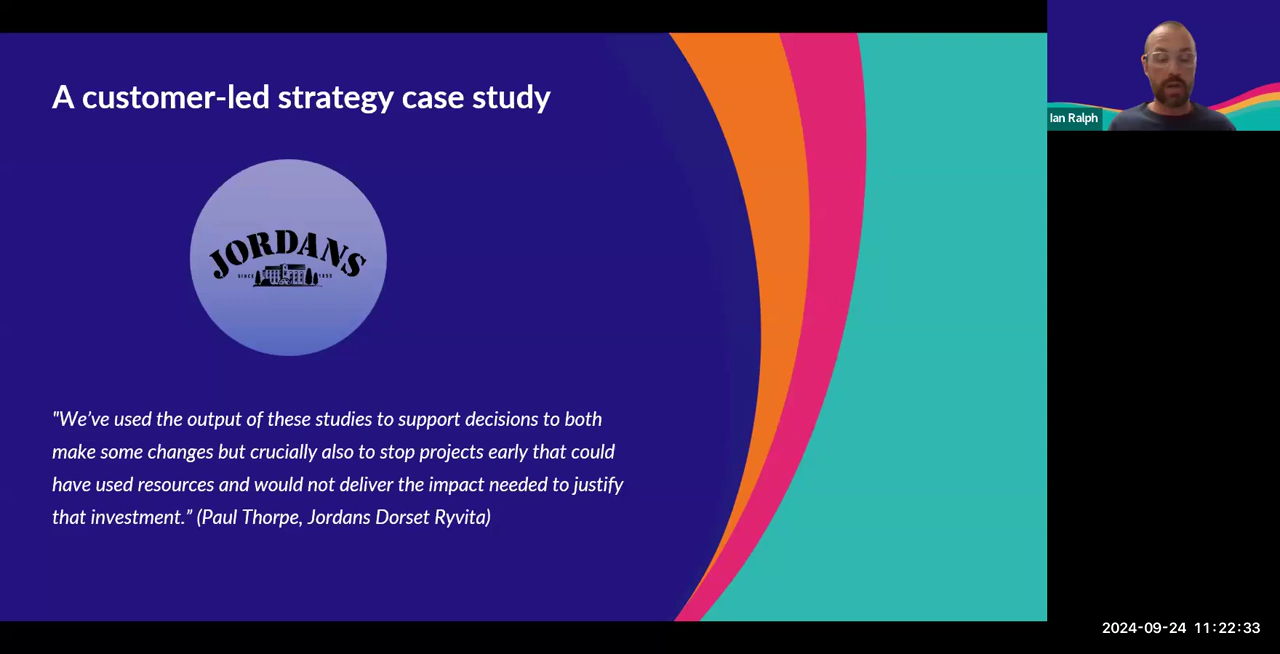 A customer-led strategy case study
JORDANS
SINCE 1855
"We’ve used the output of these studies to support decisions to both
make some changes but crucially also to stop projects early that could
have used resources and would not deliver the impact needed to justify
that investment.” (Paul Thorpe, Jordans Dorset Ryvita)
Ian Ralph
2024-09-24 11:22:33